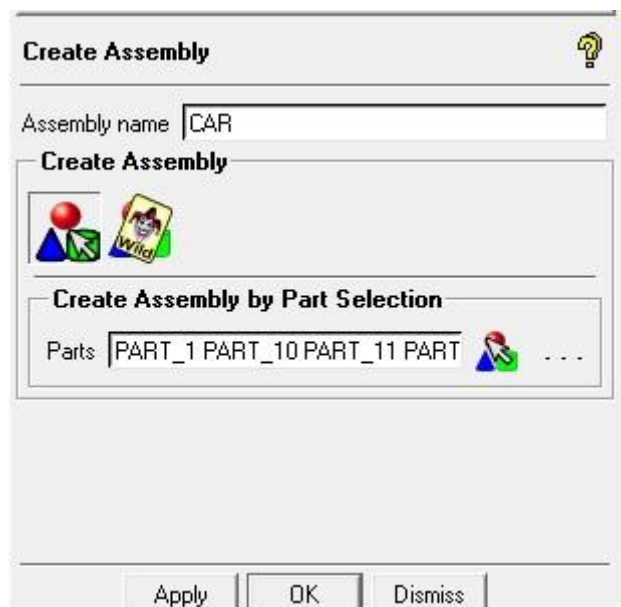 Create Assembly
Assembly name CAR
Create Assembly
Wild
Create Assembly by Part Selection
Parts PART_1 PART_10 PART_11 PART ...
Apply OK Dismiss